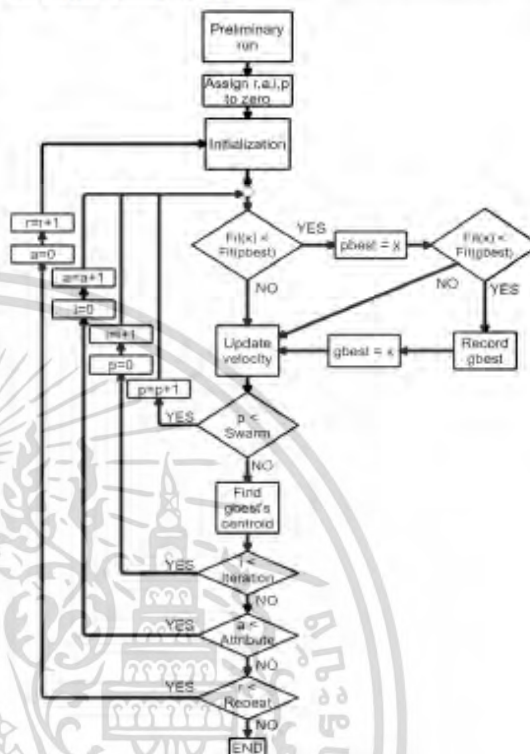 Preliminary
run
Assign r,a,i,p
to zero
Initialization
r=r+1
a=0
a=a+1
i=0
i=i+1
p=0
p=p+1
Fit(x) <
Fit(pbest)
YES
pbest = x
Fit(x) <
Fit(gbest)
NO
NO
YES
Update
velocity
gbest = x
Record
gbest
p <
Swarm
YES
NO
Find
gbest's
centroid
i <
Iteration
YES
NO
a <
Attribute
YES
NO
r <
Repeat
YES
NO
END